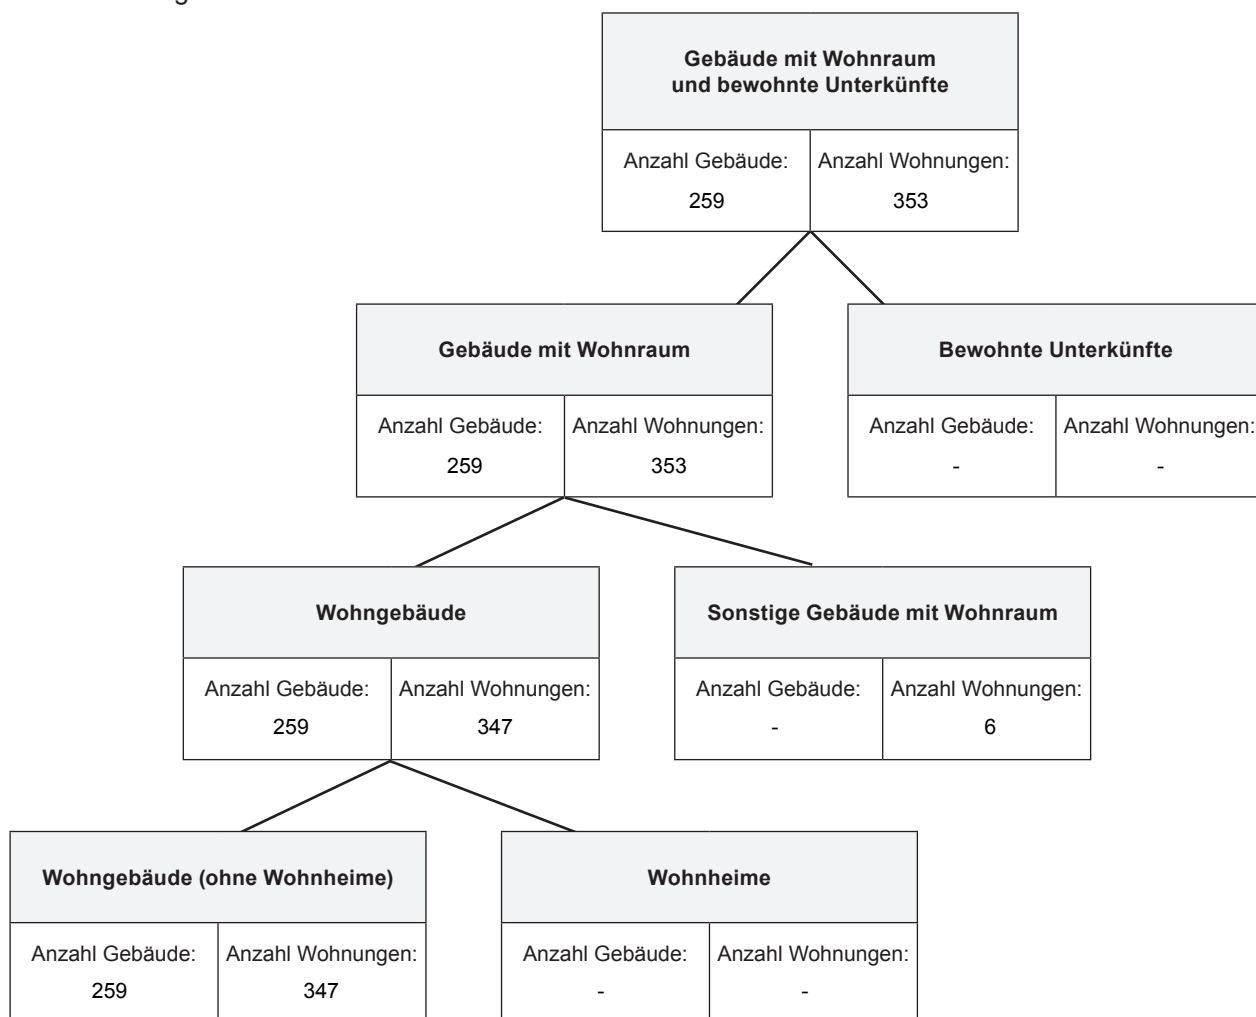 Gebäude mit Wohnraum
und bewohnte Unterkünfte
Anzahl Gebäude: Anzahl Wohnungen:
259 353
Gebäude mit Wohnraum
Anzahl Gebäude: Anzahl Wohnungen:
259 353
Bewohnte Unterkünfte
Anzahl Gebäude: Anzahl Wohnungen:
- -
Wohngebäude
Anzahl Gebäude: Anzahl Wohnungen:
259 347
Sonstige Gebäude mit Wohnraum
Anzahl Gebäude: Anzahl Wohnungen:
- 6
Wohngebäude (ohne Wohnheime)
Anzahl Gebäude: Anzahl Wohnungen:
259 347
Wohnheime
Anzahl Gebäude: Anzahl Wohnungen:
- -